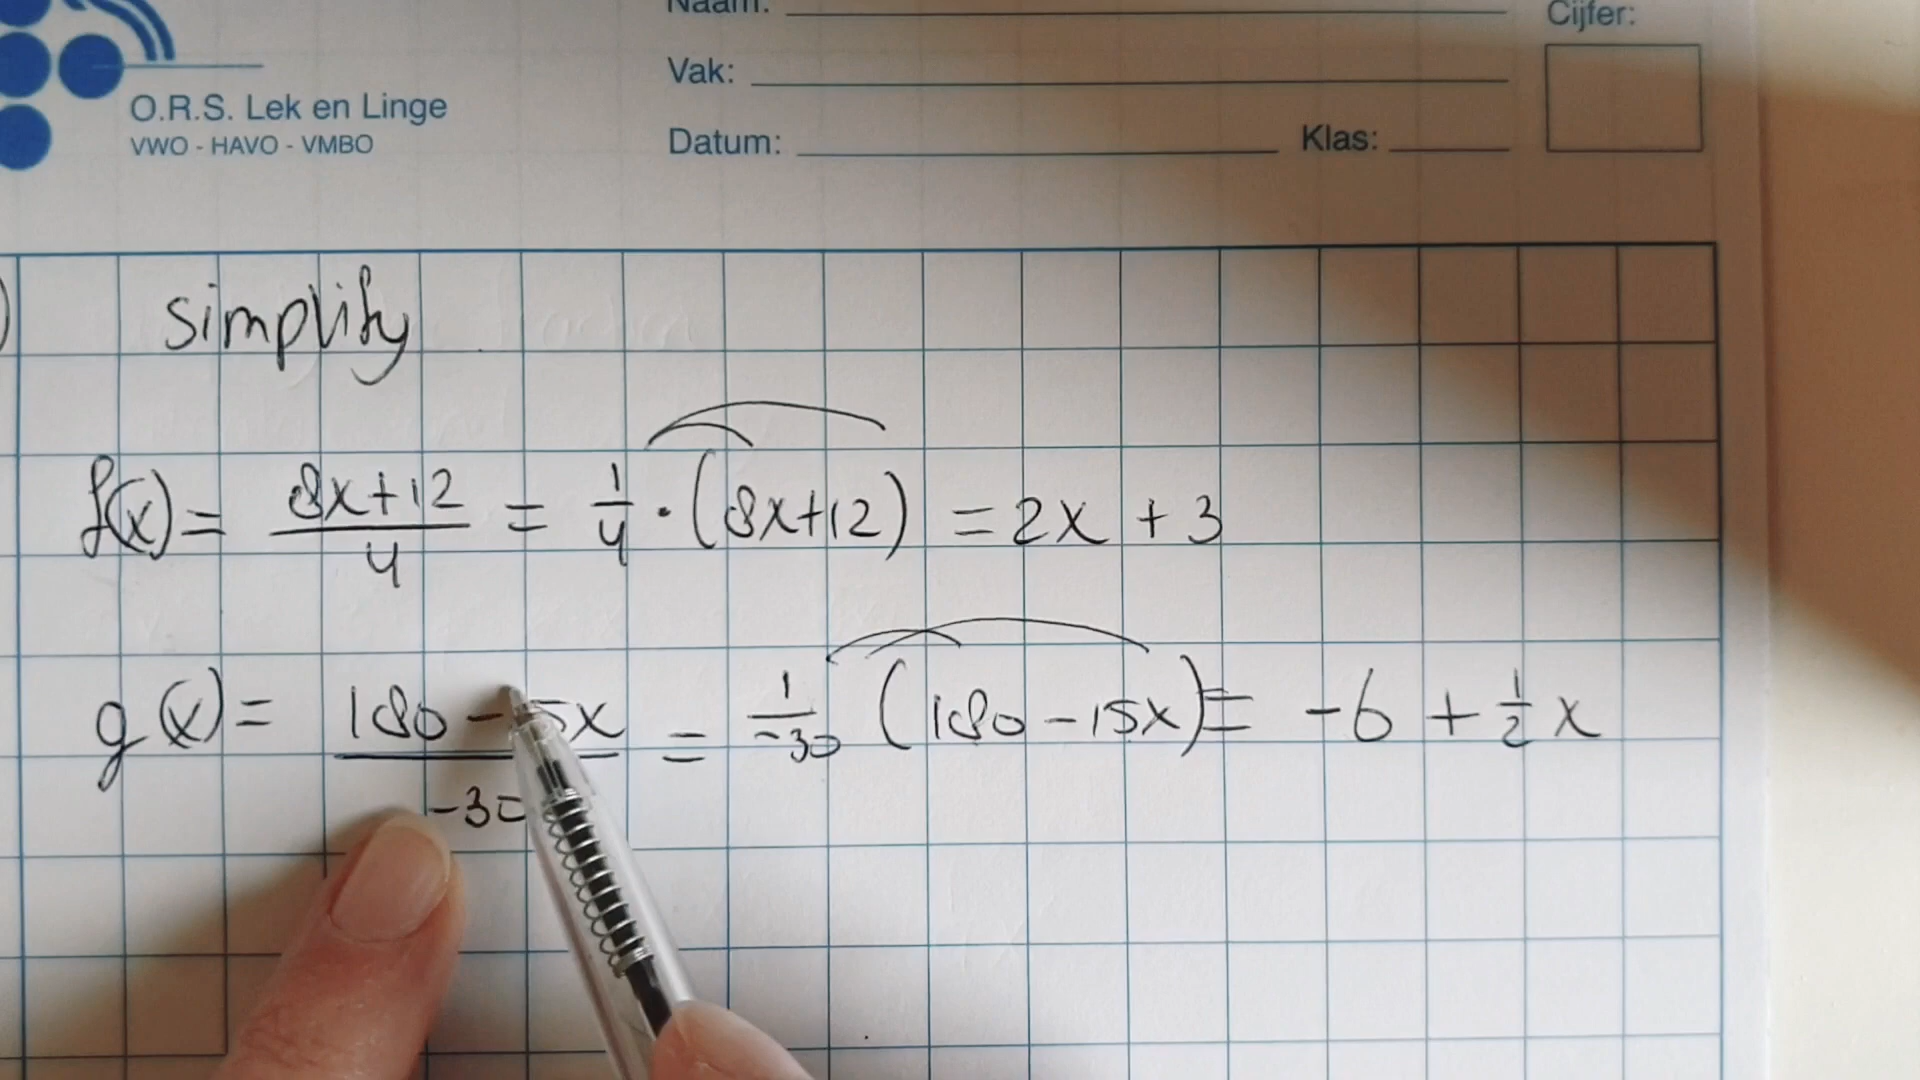 Naam:
Cijfer:
Vak:
O.R.S. Lek en Linge
VWO - HAVO - VMBO
Datum:
Klas:
) simplify
f(x) = (8x+12)/4 = 1/4 · (8x+12) = 2x + 3
g(x) = (180 - 15x)/-30 = 1/-30 (180 - 15x) = -6 + 1/2 x